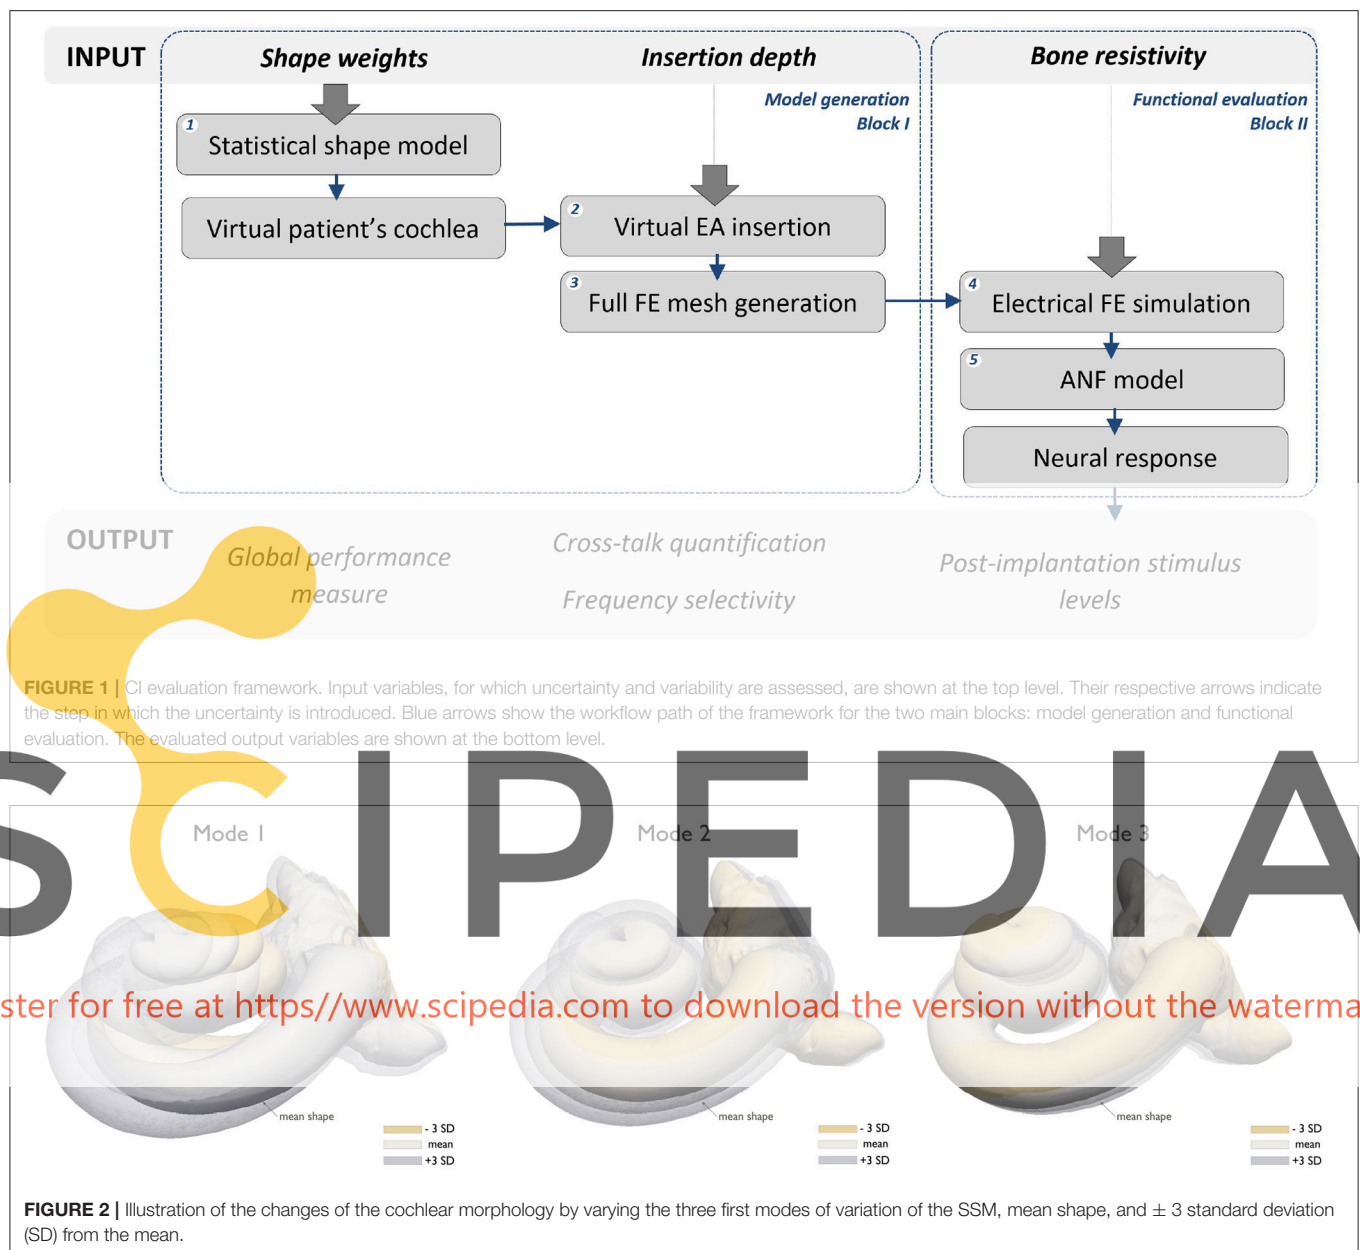 INPUT
Shape weights
Insertion depth
Bone resistivity
Model generation
Block I
Functional evaluation
Block II
1
Statistical shape model
Virtual patient's cochlea
2
Virtual EA insertion
3
Full FE mesh generation
4
Electrical FE simulation
5
ANF model
Neural response
OUTPUT
Global performance
measure
Cross-talk quantification
Frequency selectivity
Post-implantation stimulus
levels
FIGURE 1 | CI evaluation framework. Input variables, for which uncertainty and variability are assessed, are shown at the top level. Their respective arrows indicate
the step in which the uncertainty is introduced. Blue arrows show the workflow path of the framework for the two main blocks: model generation and functional
evaluation. The evaluated output variables are shown at the bottom level.
SCIPEDIA
Mode 1
Mode 2
Mode 3
ster for free at https//www.scipedia.com to download the version without the waterma
mean shape
- 3 SD
mean
+3 SD
mean shape
- 3 SD
mean
+3 SD
mean shape
- 3 SD
mean
+3 SD
FIGURE 2 | Illustration of the changes of the cochlear morphology by varying the three first modes of variation of the SSM, mean shape, and ± 3 standard deviation
(SD) from the mean.